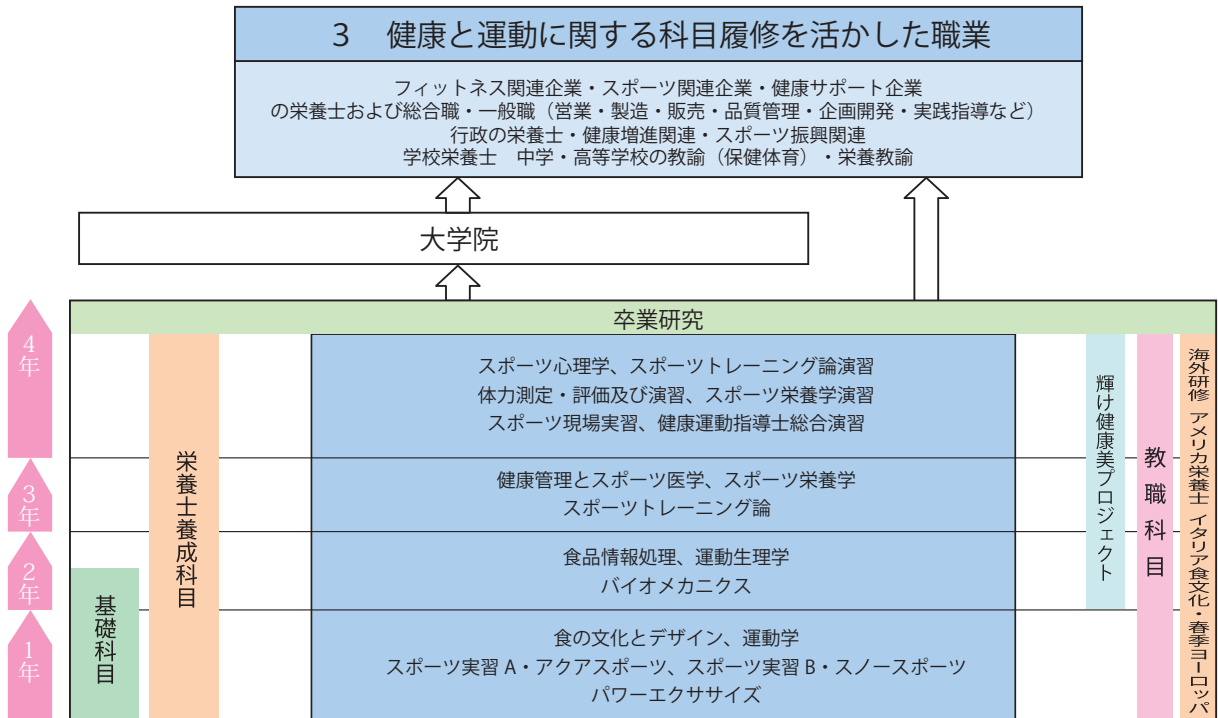 3　健康と運動に関する科目履修を活かした職業
フィットネス関連企業・スポーツ関連企業・健康サポート企業
の栄養士および総合職・一般職（営業・製造・販売・品質管理・企画開発・実践指導など）
行政の栄養士・健康増進関連・スポーツ振興関連
学校栄養士　中学・高等学校の教諭（保健体育）・栄養教諭
大学院
卒業研究
4年
スポーツ心理学、スポーツトレーニング論演習
体力測定・評価及び演習、スポーツ栄養学演習
スポーツ現場実習、健康運動指導士総合演習
3年
健康管理とスポーツ医学、スポーツ栄養学
スポーツトレーニング論
2年
食品情報処理、運動生理学
バイオメカニクス
1年
食の文化とデザイン、運動学
スポーツ実習 A・アクアスポーツ、スポーツ実習 B・スノースポーツ
パワーエクササイズ
基礎科目
栄養士養成科目
輝け健康美プロジェクト
教職科目
海外研修 アメリカ栄養士 イタリア食文化・春季ヨーロッパ